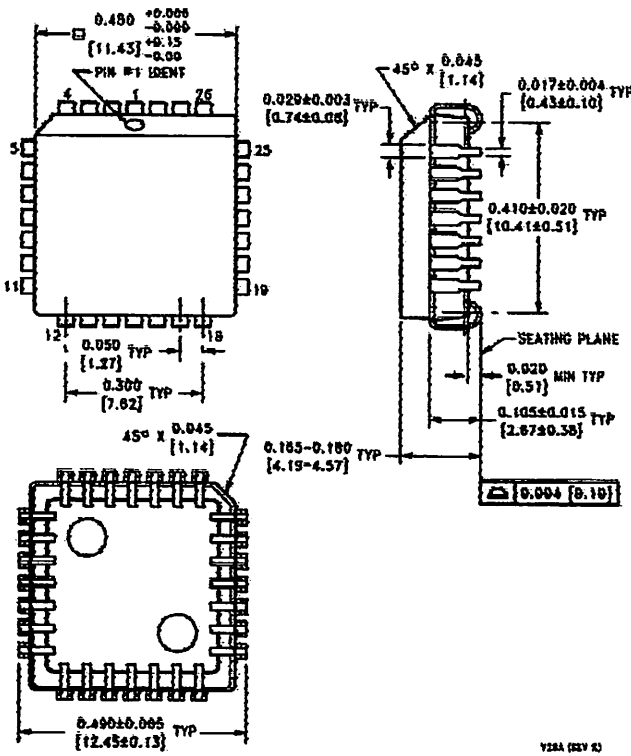 0.450 +0.006 -0.000
[11.43] +0.15 -0.00
PIN #1 IDENT
4 1 26
5 25
11 19
12 18
0.050 TYP
[1.27]
0.300 TYP
[7.62]
45° X 0.045
[1.14]
0.029±0.003 TYP
[0.74±0.08]
0.017±0.004 TYP
[0.43±0.10]
0.410±0.020 TYP
[10.41±0.51]
SEATING PLANE
0.020 MIN TYP
[0.51]
0.105±0.015 TYP
[2.67±0.38]
0.165-0.180 TYP
[4.19-4.57]
0.004 [0.10]
45° X 0.045
[1.14]
0.490±0.005 TYP
[12.45±0.13]
V28A (REV K)